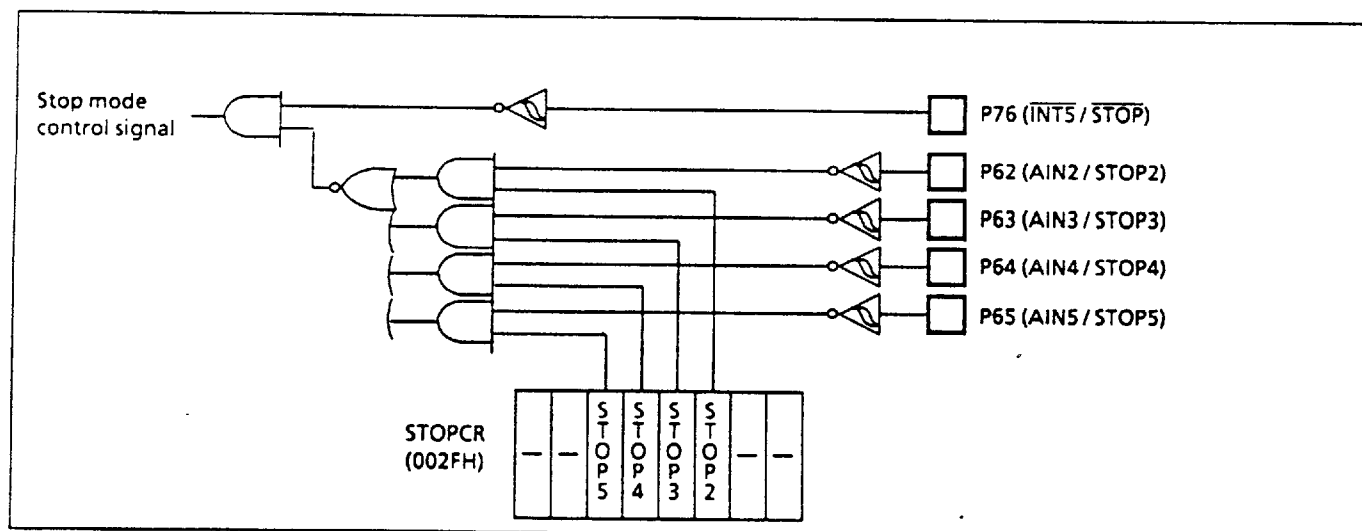 Stop mode
control signal
P76 (INT5 / STOP)
P62 (AIN2 / STOP2)
P63 (AIN3 / STOP3)
P64 (AIN4 / STOP4)
P65 (AIN5 / STOP5)
STOPCR
(002FH)
— — STOP5 STOP4 STOP3 STOP2 — —